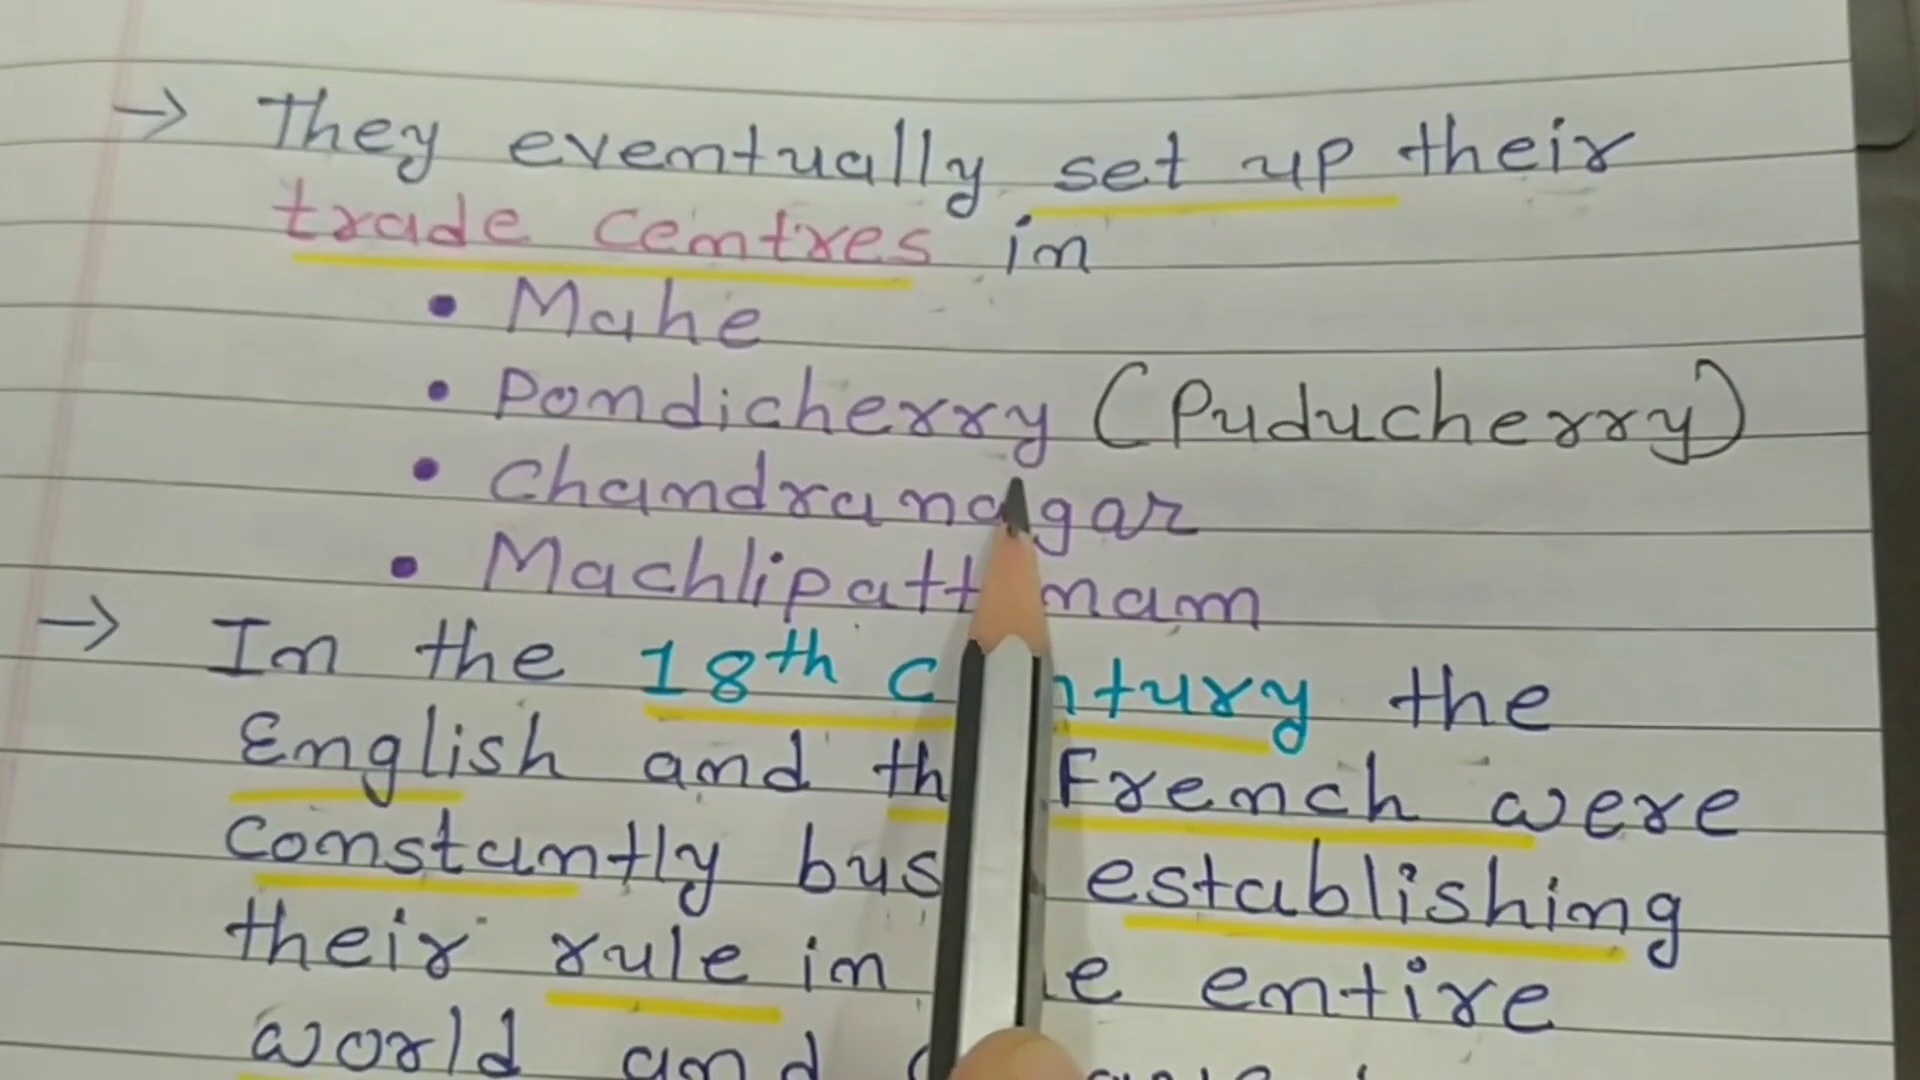 → They eventually set up their
trade centres in
• Mahe
• Pondicherry (Puducherry)
• Chandranagar
• Machlipattnam
→ In the 18th century the
English and the French were
constantly busy establishing
their rule in the entire
world and